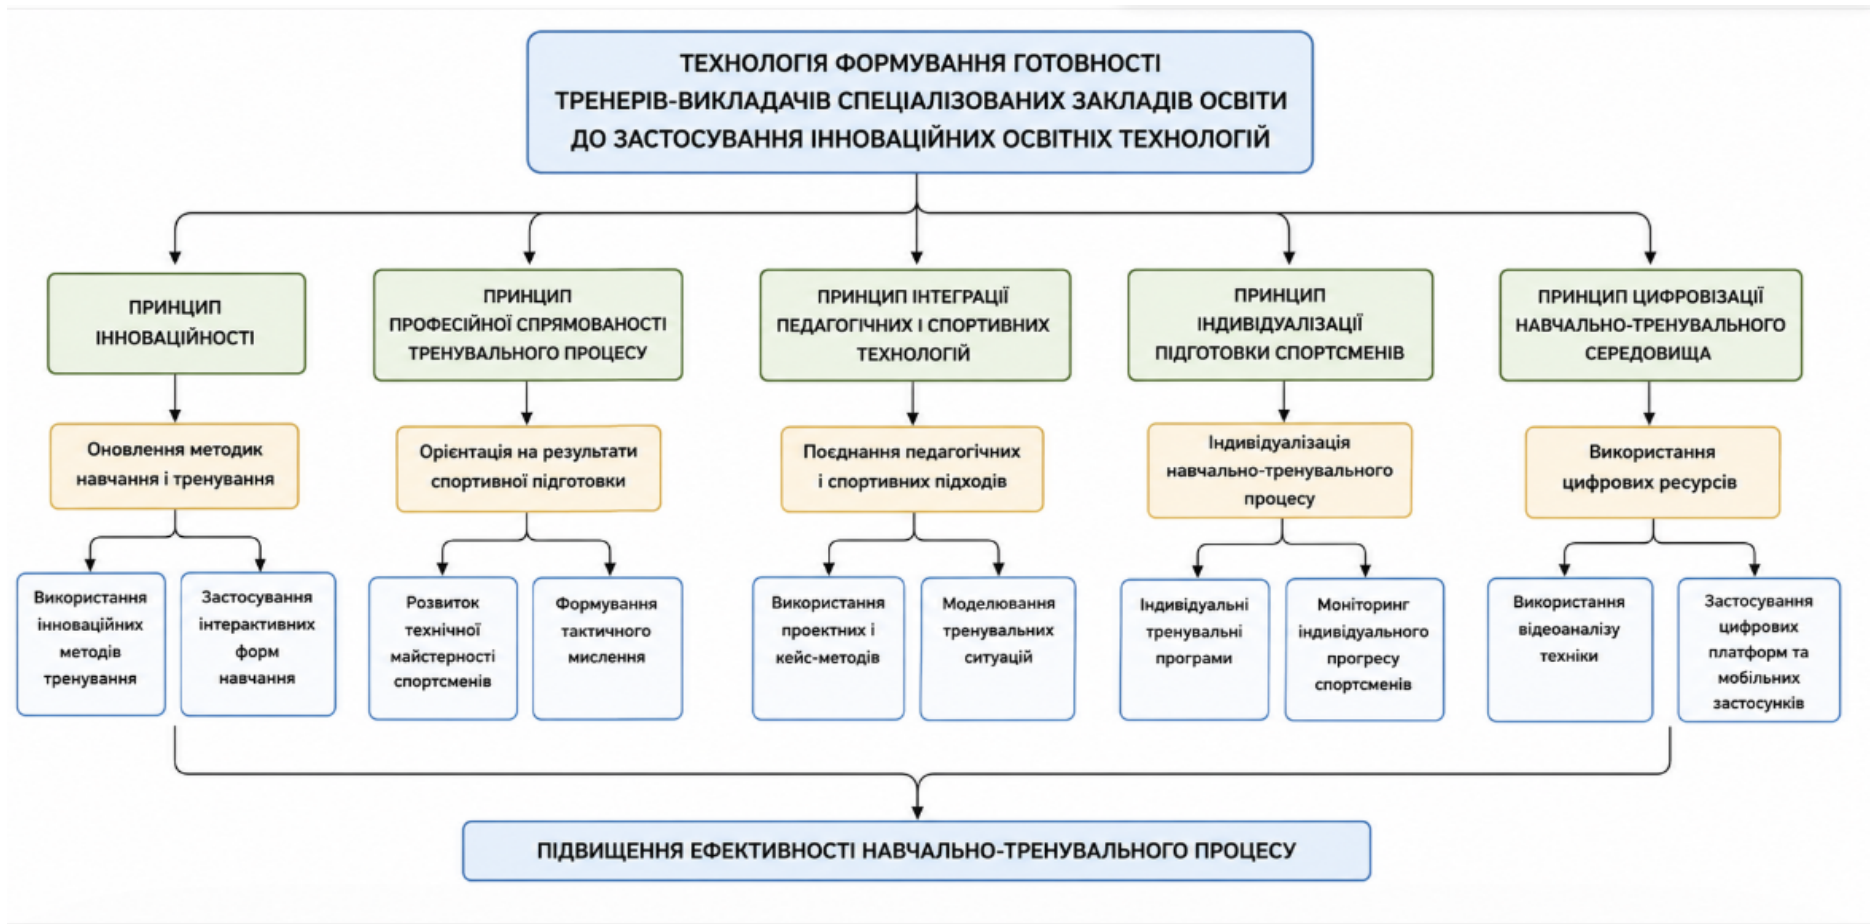 ТЕХНОЛОГІЯ ФОРМУВАННЯ ГОТОВНОСТІ
ТРЕНЕРІВ-ВИКЛАДАЧІВ СПЕЦІАЛІЗОВАНИХ ЗАКЛАДІВ ОСВІТИ
ДО ЗАСТОСУВАННЯ ІННОВАЦІЙНИХ ОСВІТНІХ ТЕХНОЛОГІЙ
ПРИНЦИП
ІННОВАЦІЙНОСТІ
ПРИНЦИП
ПРОФЕСІЙНОЇ СПРЯМОВАНОСТІ
ТРЕНУВАЛЬНОГО ПРОЦЕСУ
ПРИНЦИП ІНТЕГРАЦІЇ
ПЕДАГОГІЧНИХ І СПОРТИВНИХ
ТЕХНОЛОГІЙ
ПРИНЦИП
ІНДИВІДУАЛІЗАЦІЇ
ПІДГОТОВКИ СПОРТСМЕНІВ
ПРИНЦИП ЦИФРОВІЗАЦІЇ
НАВЧАЛЬНО-ТРЕНУВАЛЬНОГО
СЕРЕДОВИЩА
Оновлення методик
навчання і тренування
Орієнтація на результати
спортивної підготовки
Поєднання педагогічних
і спортивних підходів
Індивідуалізація
навчально-тренувального
процесу
Використання
цифрових ресурсів
Використання
інноваційних
методів
тренування
Застосування
інтерактивних
форм
навчання
Розвиток
технічної
майстерності
спортсменів
Формування
тактичного
мислення
Використання
проектних і
кейс-методів
Моделювання
тренувальних
ситуацій
Індивідуальні
тренувальні
програми
Моніторинг
індивідуального
прогресу
спортсменів
Використання
відеоаналізу
техніки
Застосування
цифрових
платформ та
мобільних
застосунків
ПІДВИЩЕННЯ ЕФЕКТИВНОСТІ НАВЧАЛЬНО-ТРЕНУВАЛЬНОГО ПРОЦЕСУ